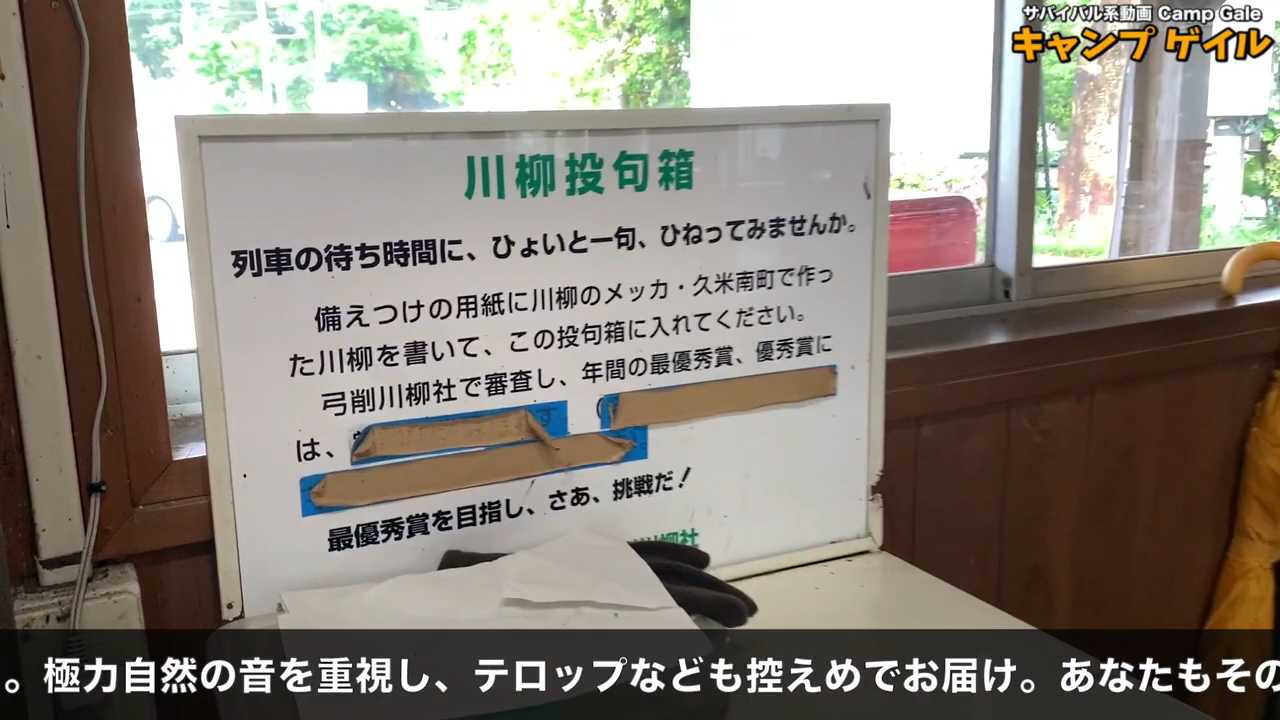 サバイバル系動画 Camp Gale
キャンプ ゲイル
川柳投句箱
列車の待ち時間に、ひょいと一句、ひねってみませんか。
備えつけの用紙に川柳のメッカ・久米南町で作っ
た川柳を書いて、この投句箱に入れてください。
弓削川柳社で審査し、年間の最優秀賞、優秀賞に
は、
す
最優秀賞を目指し、さあ、挑戦だ！
川柳社
。極力自然の音を重視し、テロップなども控えめでお届け。あなたもその